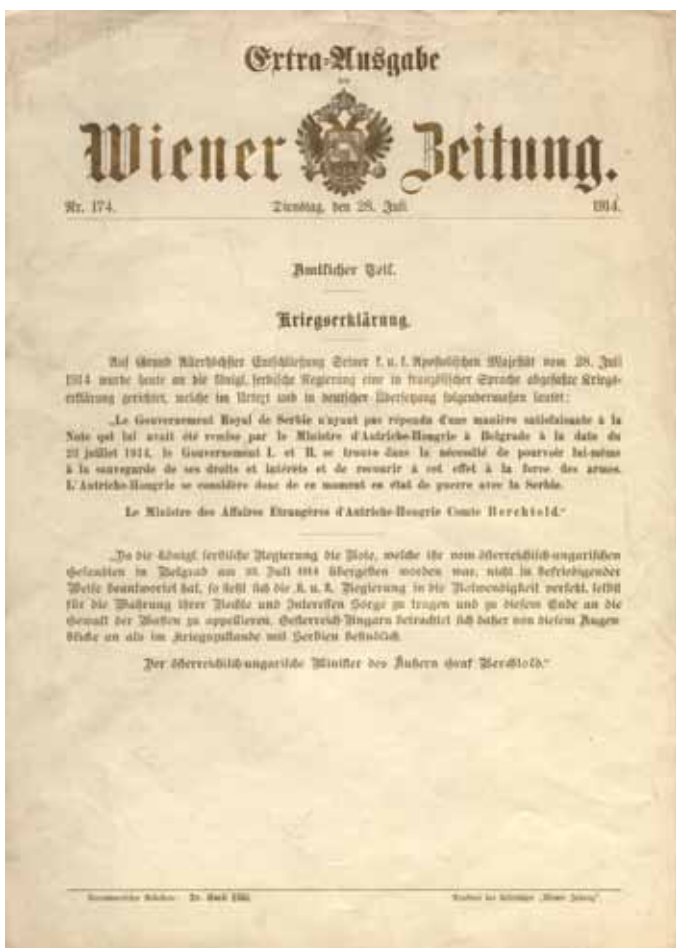 Extra-Ausgabe
der
Wiener Zeitung.
Nr. 174. Dienstag, den 28. Juli 1914.
Amtlicher Teil.
Kriegserklärung.
Auf Grund Allerhöchster Entschließung Seiner k. u. k. Apostolischen Majestät vom 28. Juli
1914 wurde heute an die königl. serbische Regierung eine in französischer Sprache abgefaßte Kriegs-
erklärung gerichtet, welche im Urtext und in deutscher Übersetzung folgendermaßen lautet:
„Le Gouvernement Royal de Serbie n'ayant pas répondu d'une manière satisfaisante à la
Note qui lui avait été remise par le Ministre d'Autriche-Hongrie à Belgrade à la date du
23 juillet 1914, le Gouvernement I. et R. se trouve dans la nécessité de pourvoir lui-même
à la sauvegarde de ses droits et intérêts et de recourir à cet effet à la force des armes.
L'Autriche-Hongrie se considère donc de ce moment en état de guerre avec la Serbie.
Le Ministre des Affaires Etrangères d'Autriche-Hongrie Comte Berchtold."
„Da die königl. serbische Regierung die Note, welche ihr vom österreichisch-ungarischen
Gesandten in Belgrad am 23. Juli 1914 übergeben worden war, nicht in befriedigender
Weise beantwortet hat, so sieht sich die k. u. k. Regierung in die Notwendigkeit versetzt, selbst
für die Wahrung ihrer Rechte und Interessen Sorge zu tragen und zu diesem Ende an die
Gewalt der Waffen zu appellieren. Österreich-Ungarn betrachtet sich daher von diesem Augen
blicke an als im Kriegszustande mit Serbien befindlich.
Der österreichisch-ungarische Minister des Äußern Graf Berchtold."